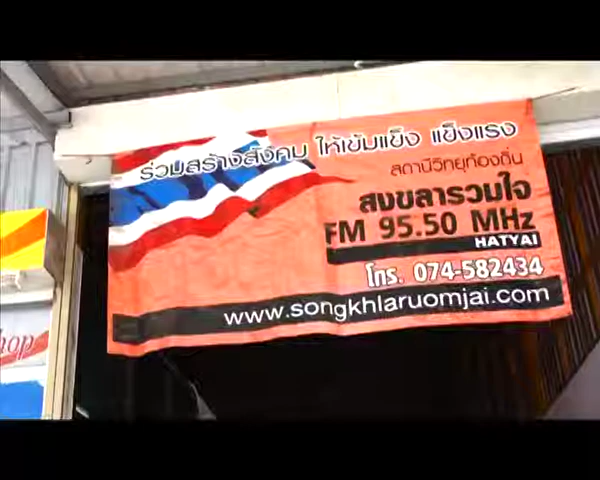 ร่วมสร้างสังคม ให้เข้มแข็ง แข็งแรง
สถานีวิทยุท้องถิ่น
สงขลารวมใจ
FM 95.50 MHz
HATYAI
โทร. 074-582434
www.songkhlaruomjai.com
hop